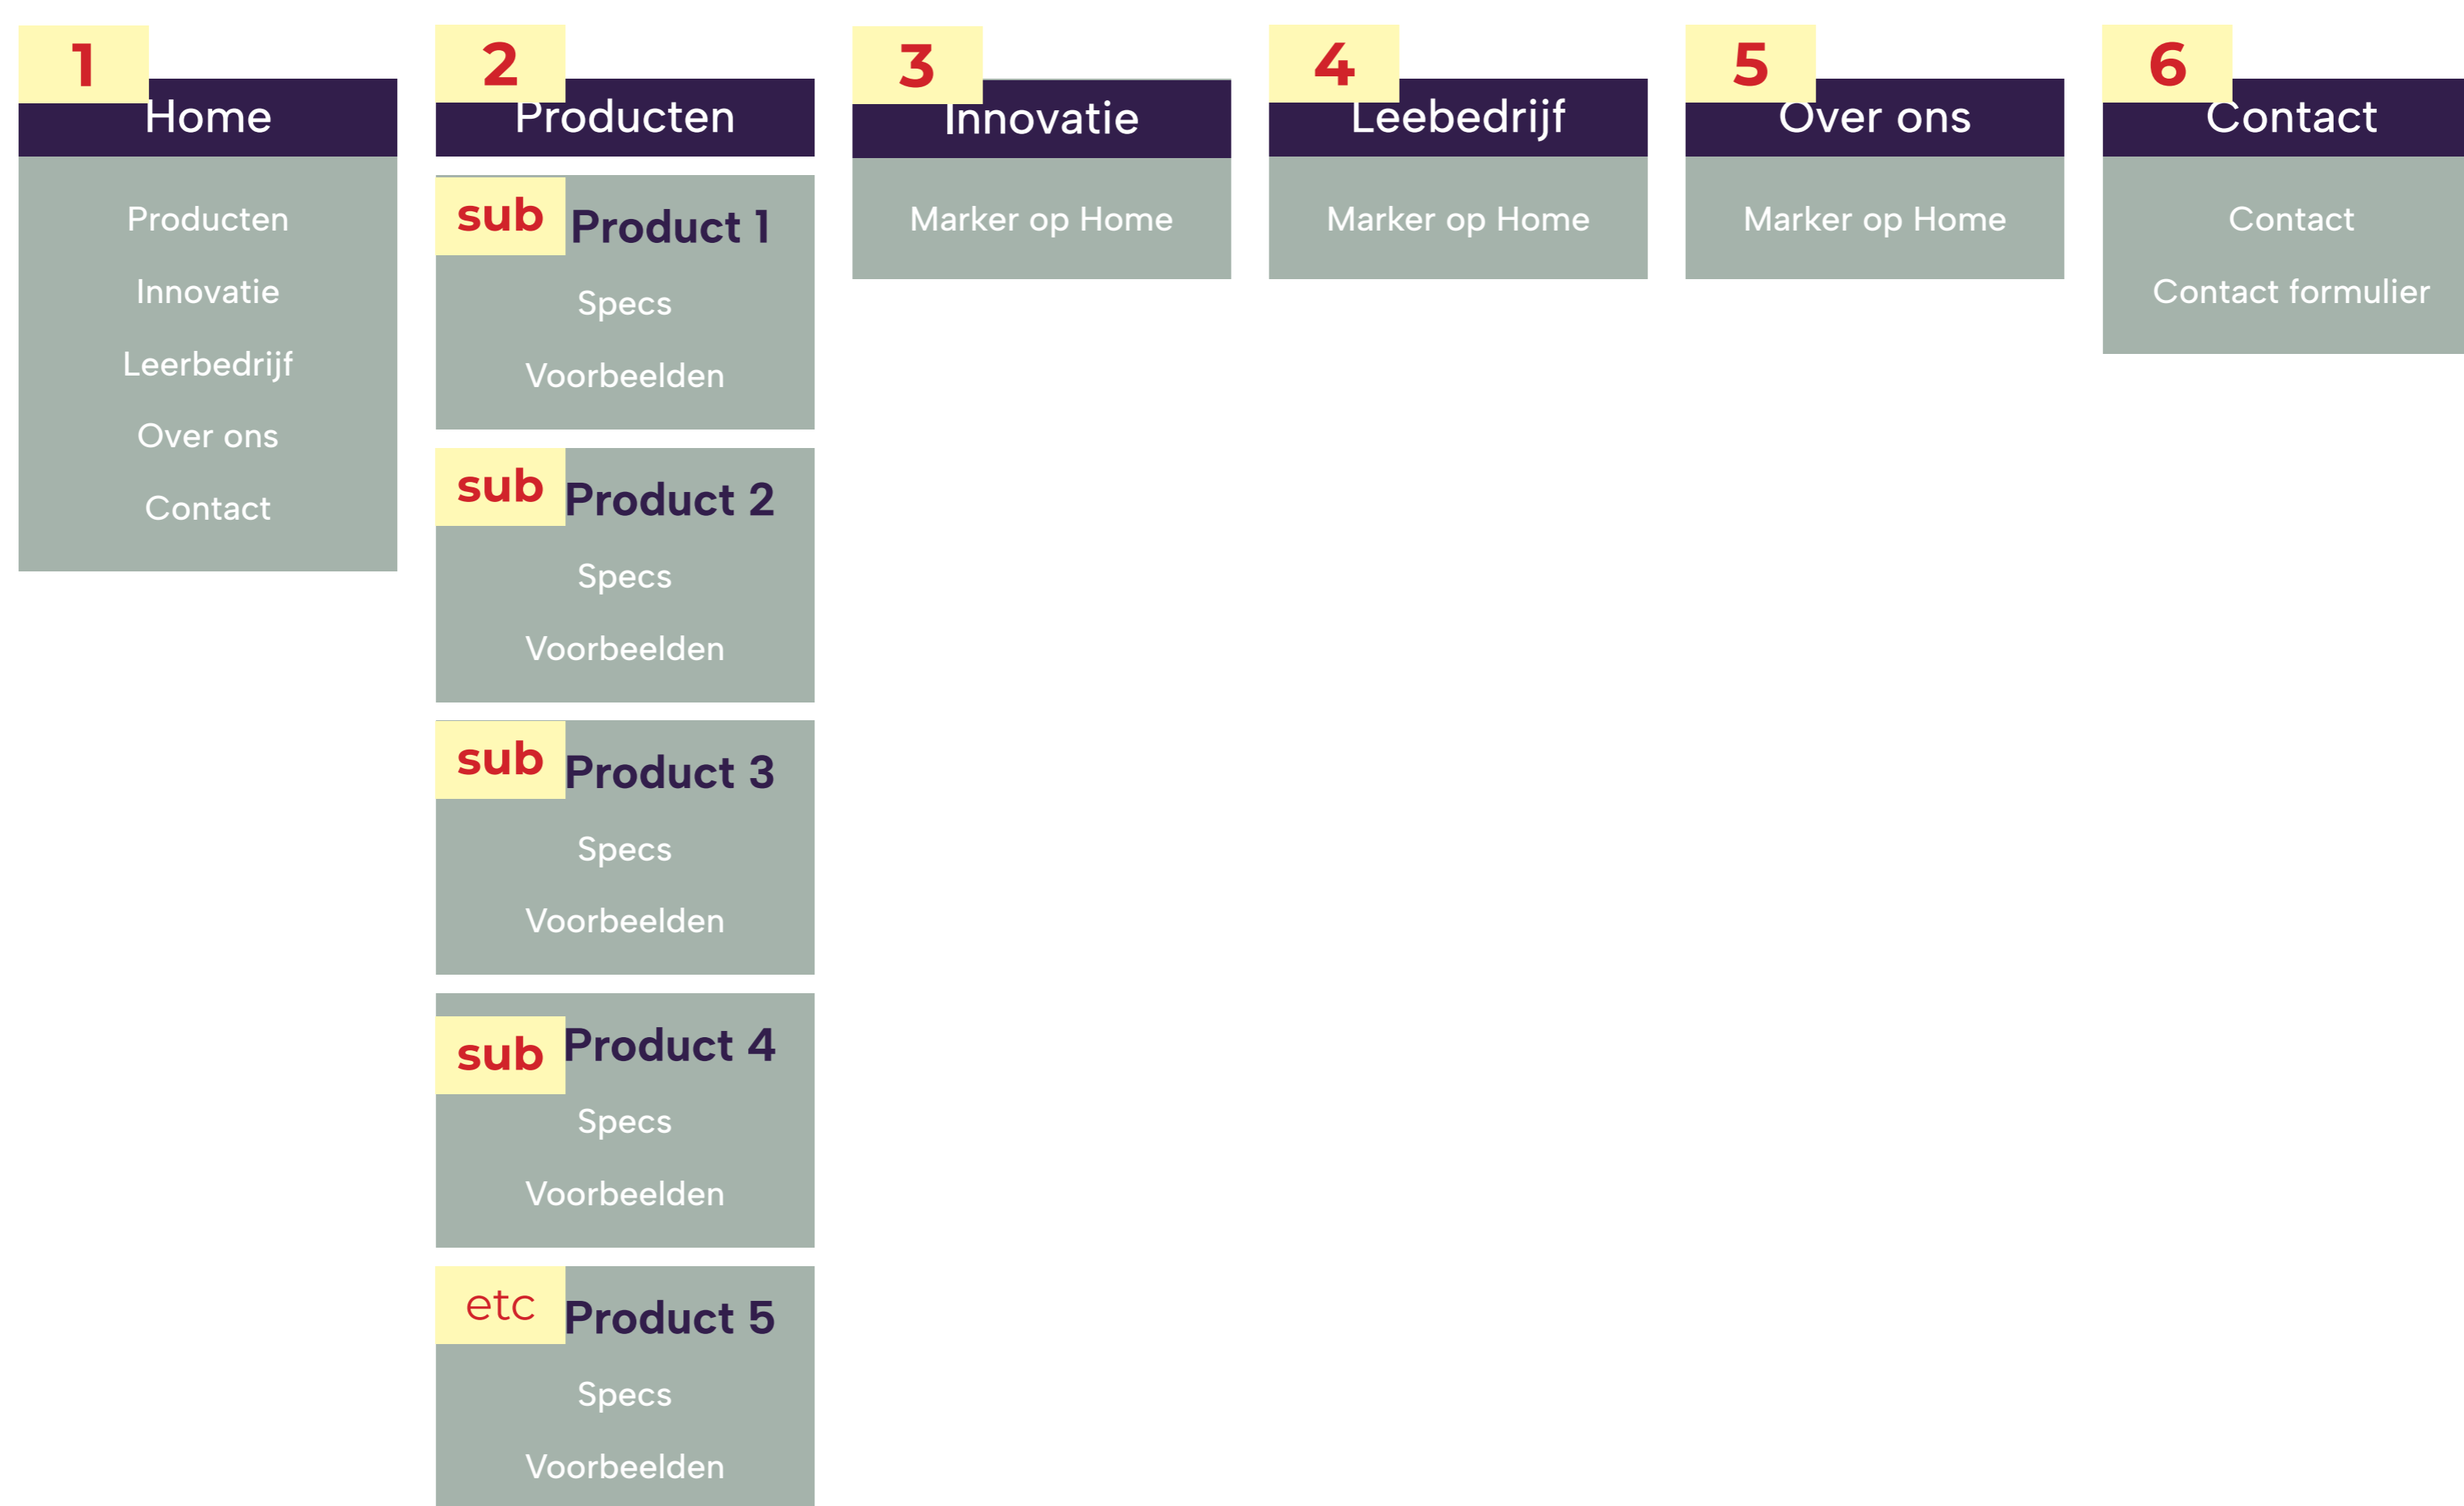 1
Home
Producten
Innovatie
Leerbedrijf
Over ons
Contact
2
Producten
sub
Product 1
Specs
Voorbeelden
sub
Product 2
Specs
Voorbeelden
sub
Product 3
Specs
Voorbeelden
sub
Product 4
Specs
Voorbeelden
etc
Product 5
Specs
Voorbeelden
3
Innovatie
Marker op Home
4
Leebedrijf
Marker op Home
5
Over ons
Marker op Home
6
Contact
Contact
Contact formulier